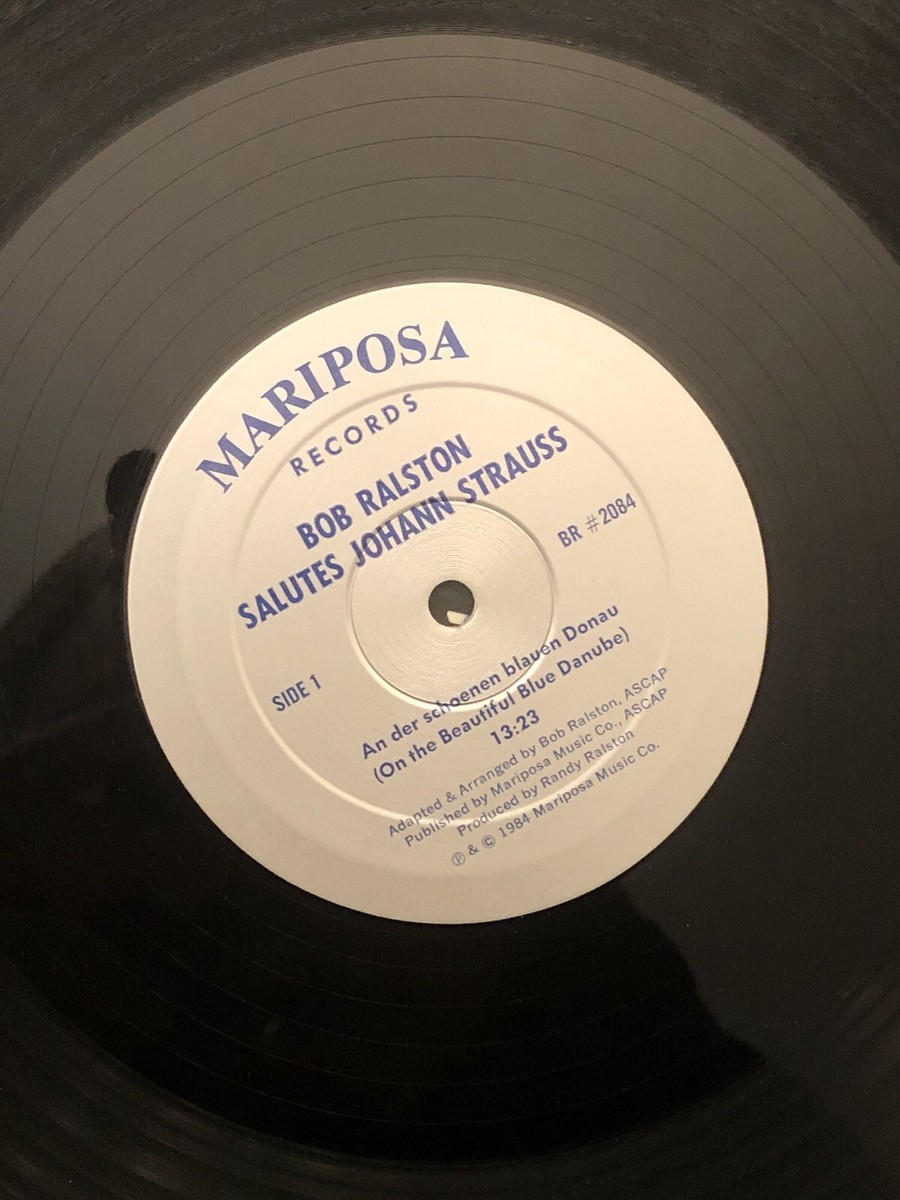 MARIPOSA
RECORDS
BOB RALSTON
SALUTES JOHANN STRAUSS
BR #2084
SIDE 1
An der schoenen blauen Donau
(On the Beautiful Blue Danube)
13:23
Adapted & Arranged by Bob Ralston, ASCAP
Published by Mariposa Music Co., ASCAP
Produced by Randy Ralston
℗ & © 1984 Mariposa Music Co.